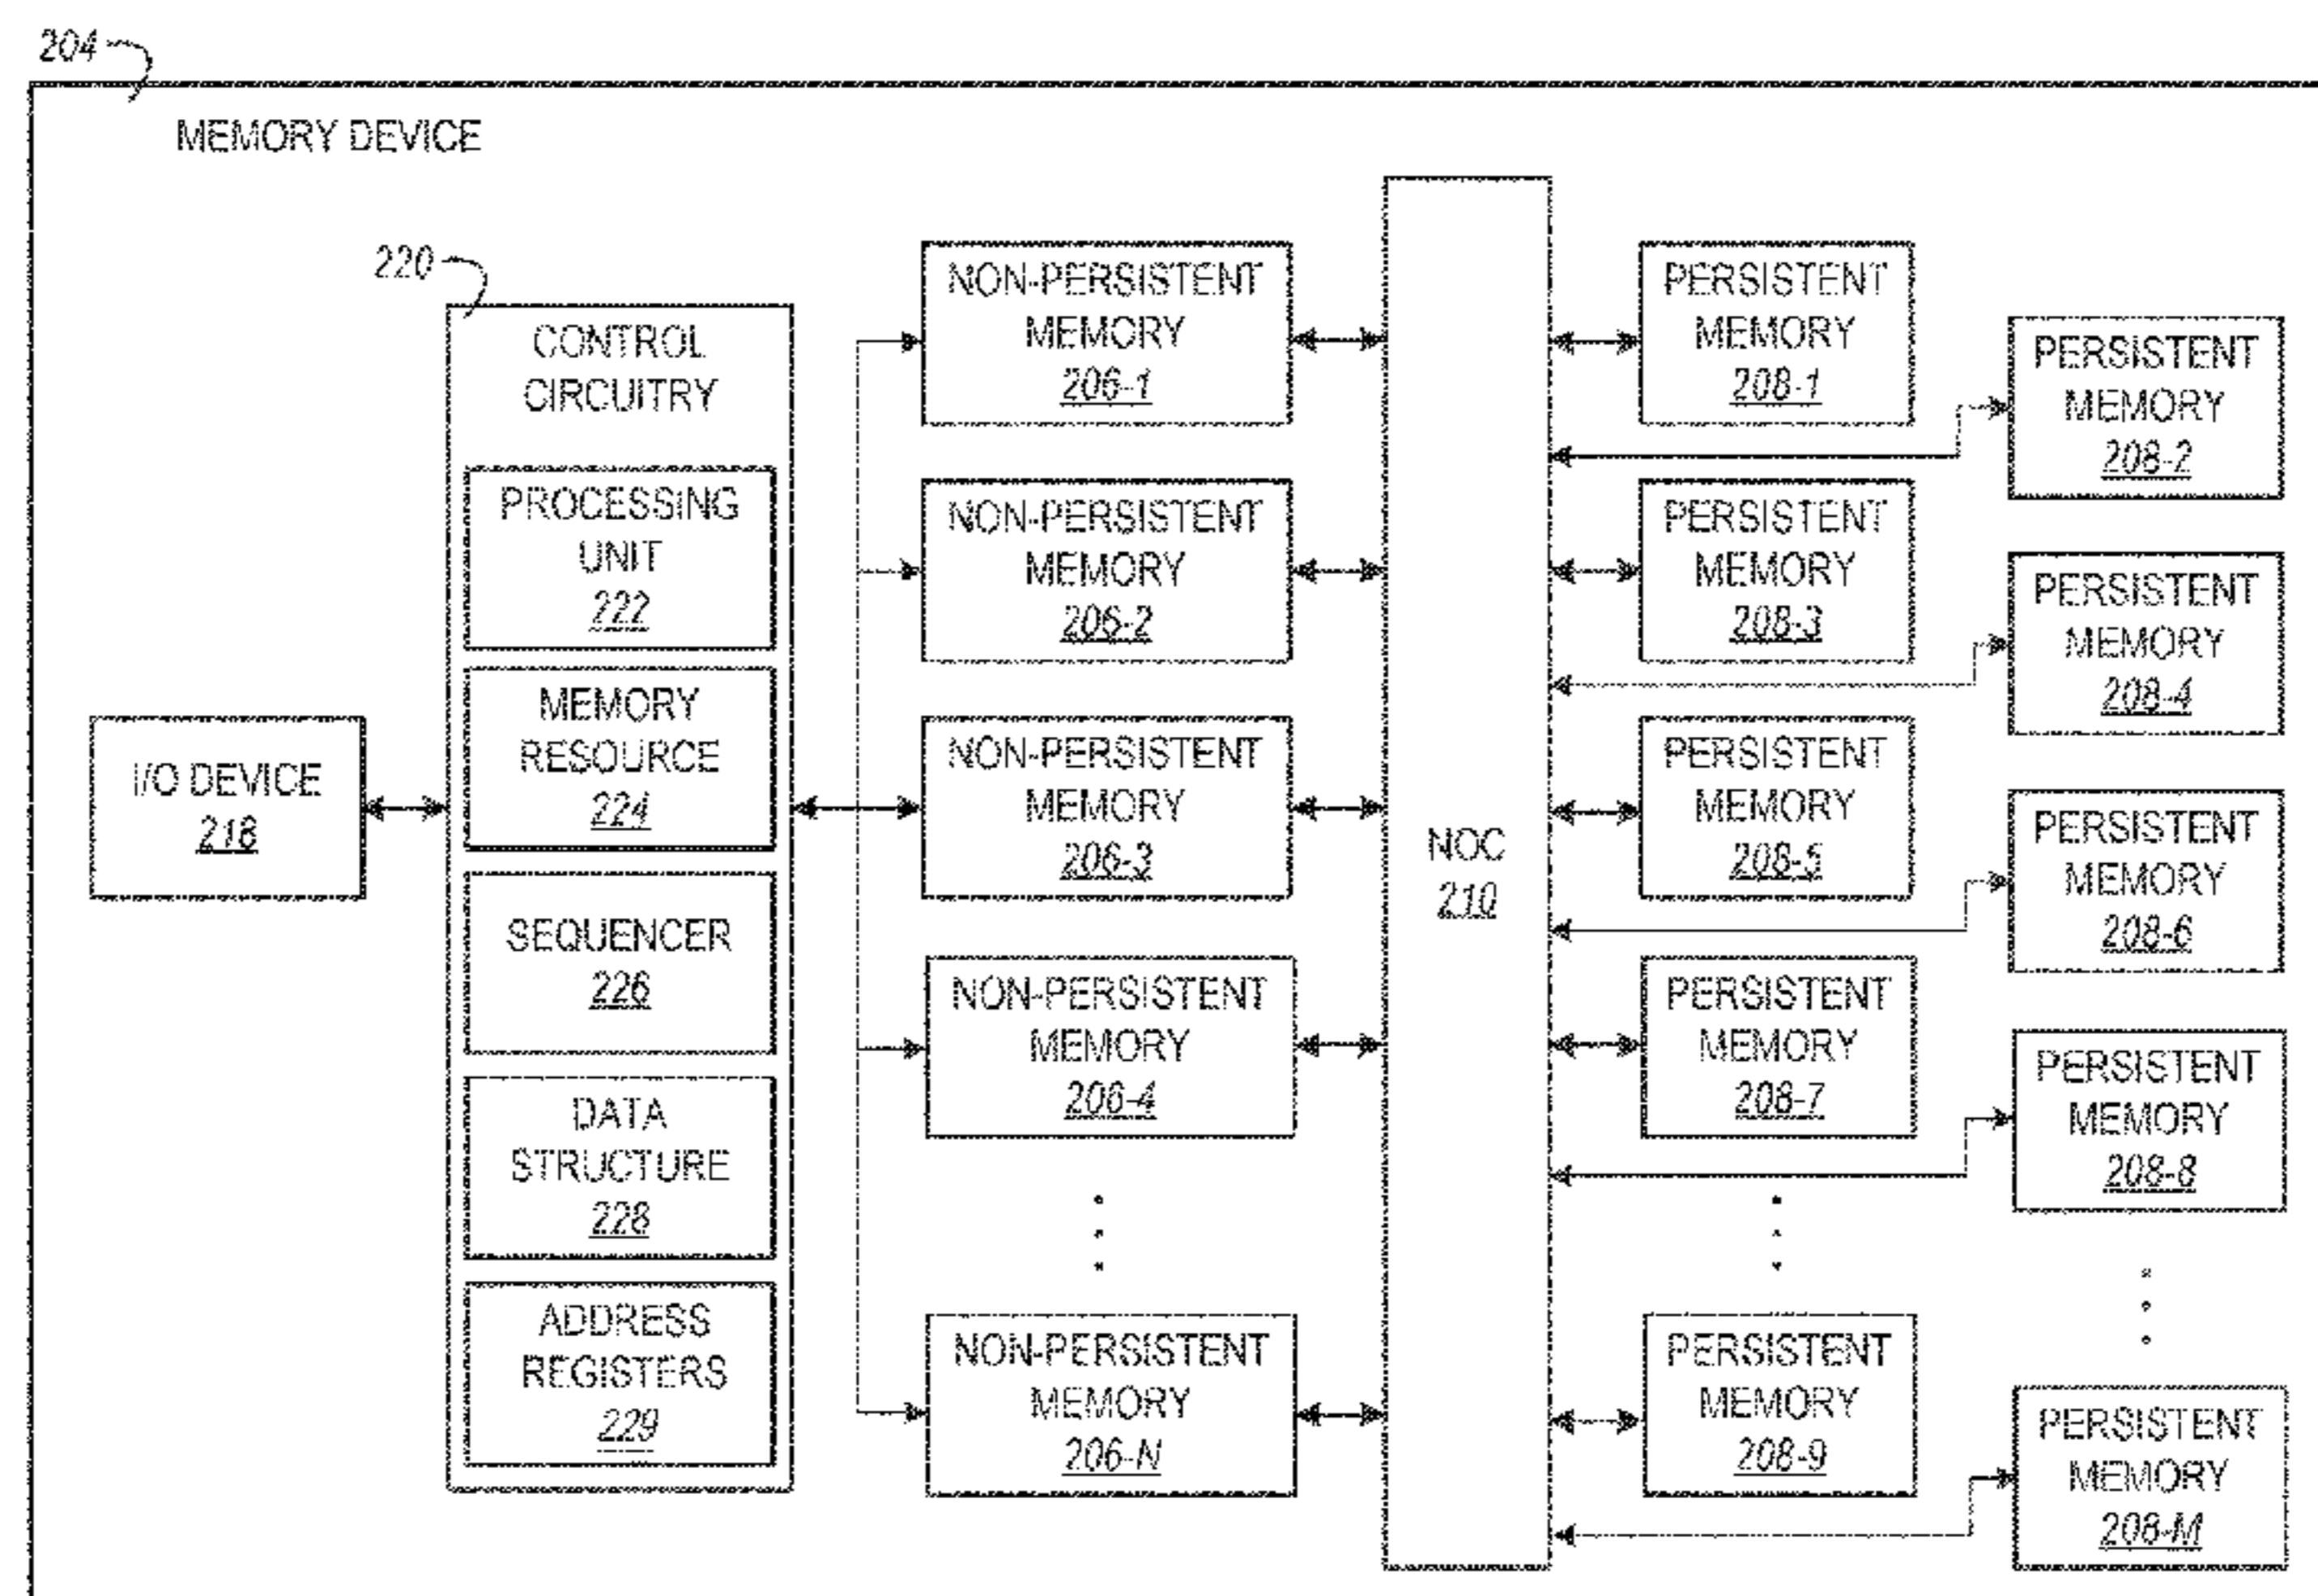 204
MEMORY DEVICE
220
CONTROL
CIRCUITRY
PROCESSING
UNIT
222
MEMORY
RESOURCE
224
SEQUENCER
226
DATA
STRUCTURE
228
ADDRESS
REGISTERS
229
I/O DEVICE
218
NON-PERSISTENT
MEMORY
206-1
NON-PERSISTENT
MEMORY
206-2
NON-PERSISTENT
MEMORY
206-3
NON-PERSISTENT
MEMORY
206-4
NON-PERSISTENT
MEMORY
206-N
NOC
210
PERSISTENT
MEMORY
208-1
PERSISTENT
MEMORY
208-3
PERSISTENT
MEMORY
208-5
PERSISTENT
MEMORY
208-7
PERSISTENT
MEMORY
208-9
PERSISTENT
MEMORY
208-2
PERSISTENT
MEMORY
208-4
PERSISTENT
MEMORY
208-6
PERSISTENT
MEMORY
208-8
PERSISTENT
MEMORY
208-M